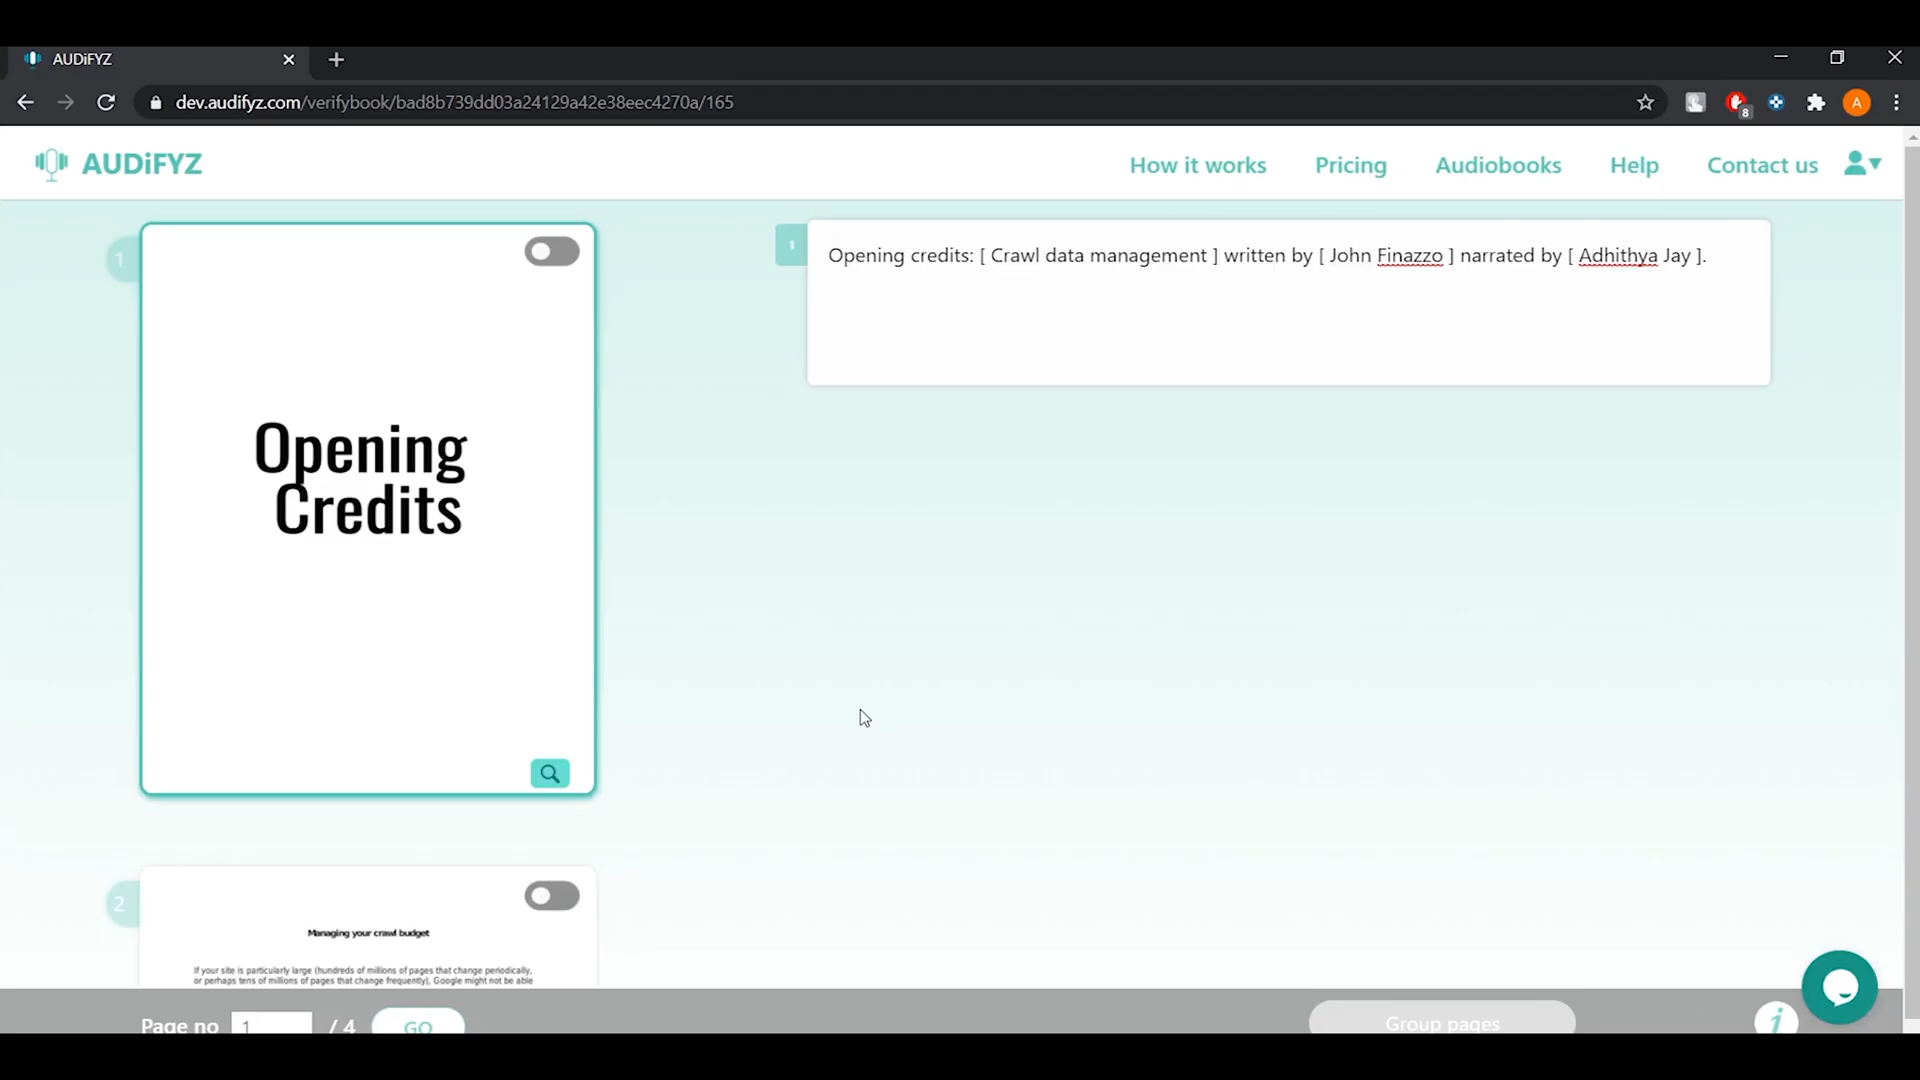 AUDiFYZ
dev.audifyz.com/verifybook/bad8b739dd03a24129a42e38eec4270a/165
8
A
AUDiFYZ
How it works
Pricing
Audiobooks
Help
Contact us
1
Opening
Credits
1
Opening credits: [ Crawl data management ] written by [ John Finazzo ] narrated by [ Adhithya Jay ].
2
Managing your crawl budget
If your site is particularly large (hundreds of millions of pages that change periodically,
or perhaps tens of millions of pages that change frequently), Google might not be able
Page no 1 / 4 GO
Group pages
i